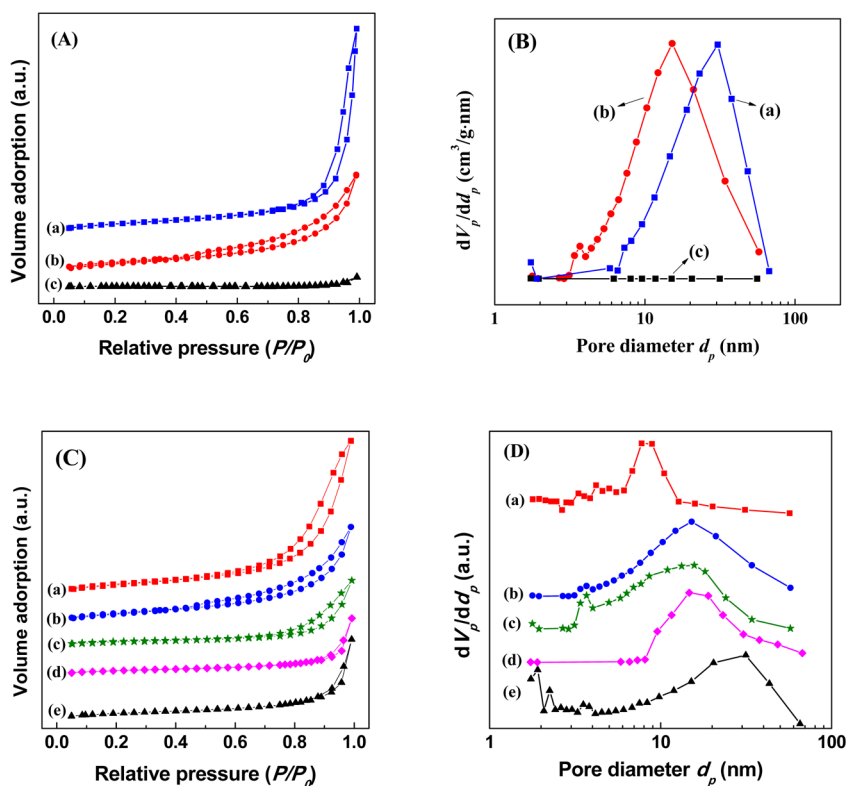 (A)
Volume adorption (a.u.)
(a)
(b)
(c)
0.0 0.2 0.4 0.6 0.8 1.0
Relative pressure (P/P0)
(B)
dVp/ddp (cm3/g·nm)
(b)
(a)
(c)
1 10 100
Pore diameter dp (nm)
(C)
Volume adorption (a.u.)
(a)
(b)
(c)
(d)
(e)
0.0 0.2 0.4 0.6 0.8 1.0
Relative pressure (P/P0)
(D)
dVp/ddp (a.u.)
(a)
(b)
(c)
(d)
(e)
1 10 100
Pore diameter dp (nm)